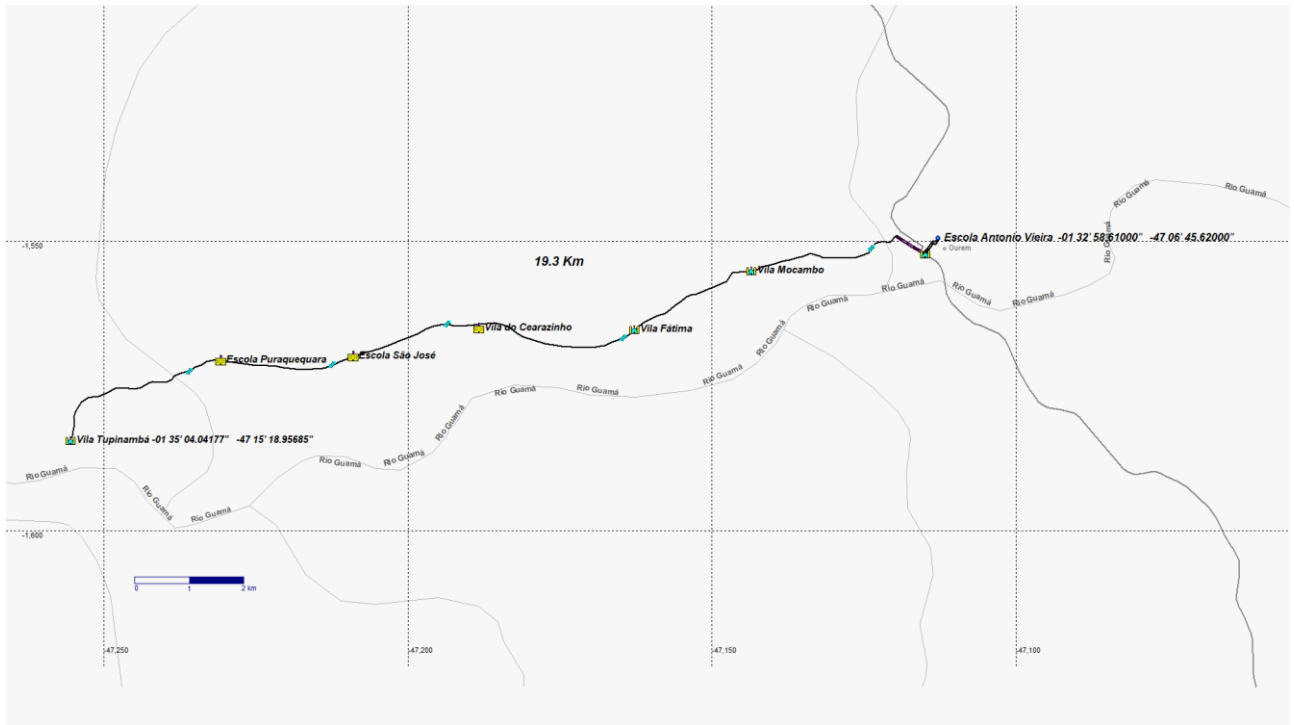 Rio Guamá
Rio Guamá
Rio Guamá
-1,550
Escola Antonio Vieira -01 32' 58.61000" -47 06' 45.62000"
Ourem
19.3 Km
Vila Mocambo
Rio Guamá
Rio Guamá
Rio Guamá
Rio Guamá
Vila do Cearazinho
Vila Fátima
Rio Guamá
Escola Puraquequara
Escola São José
Rio Guamá
Rio Guamá
Rio Guamá
Rio Guamá
Vila Tupinambá -01 35' 04.04177" -47 15' 18.95685"
Rio Guamá
Rio Guamá
Rio Guamá
Rio Guamá
Rio Guamá
-1,600
0 1 2 km
-47,250 -47,200 -47,150 -47,100